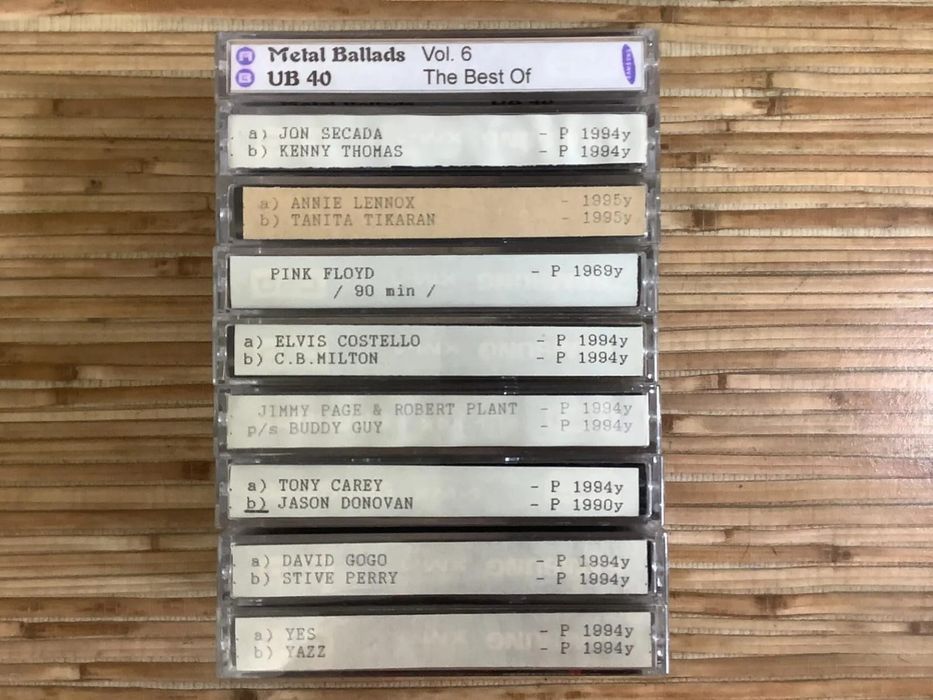 A Metal Ballads Vol. 6
B UB 40 The Best Of
a) JON SECADA - P 1994y
b) KENNY THOMAS - P 1994y
a) ANNIE LENNOX - 1995y
b) TANITA TIKARAN - 1995y
PINK FLOYD - P 1969y
/ 90 min /
a) ELVIS COSTELLO - P 1994y
b) C.B.MILTON - P 1994y
JIMMY PAGE & ROBERT PLANT - P 1994y
p/s BUDDY GUY - P 1994y
a) TONY CAREY - P 1994y
b) JASON DONOVAN - P 1990y
a) DAVID GOGO - P 1994y
b) STIVE PERRY - P 1994y
a) YES - P 1994y
b) YAZZ - P 1994y